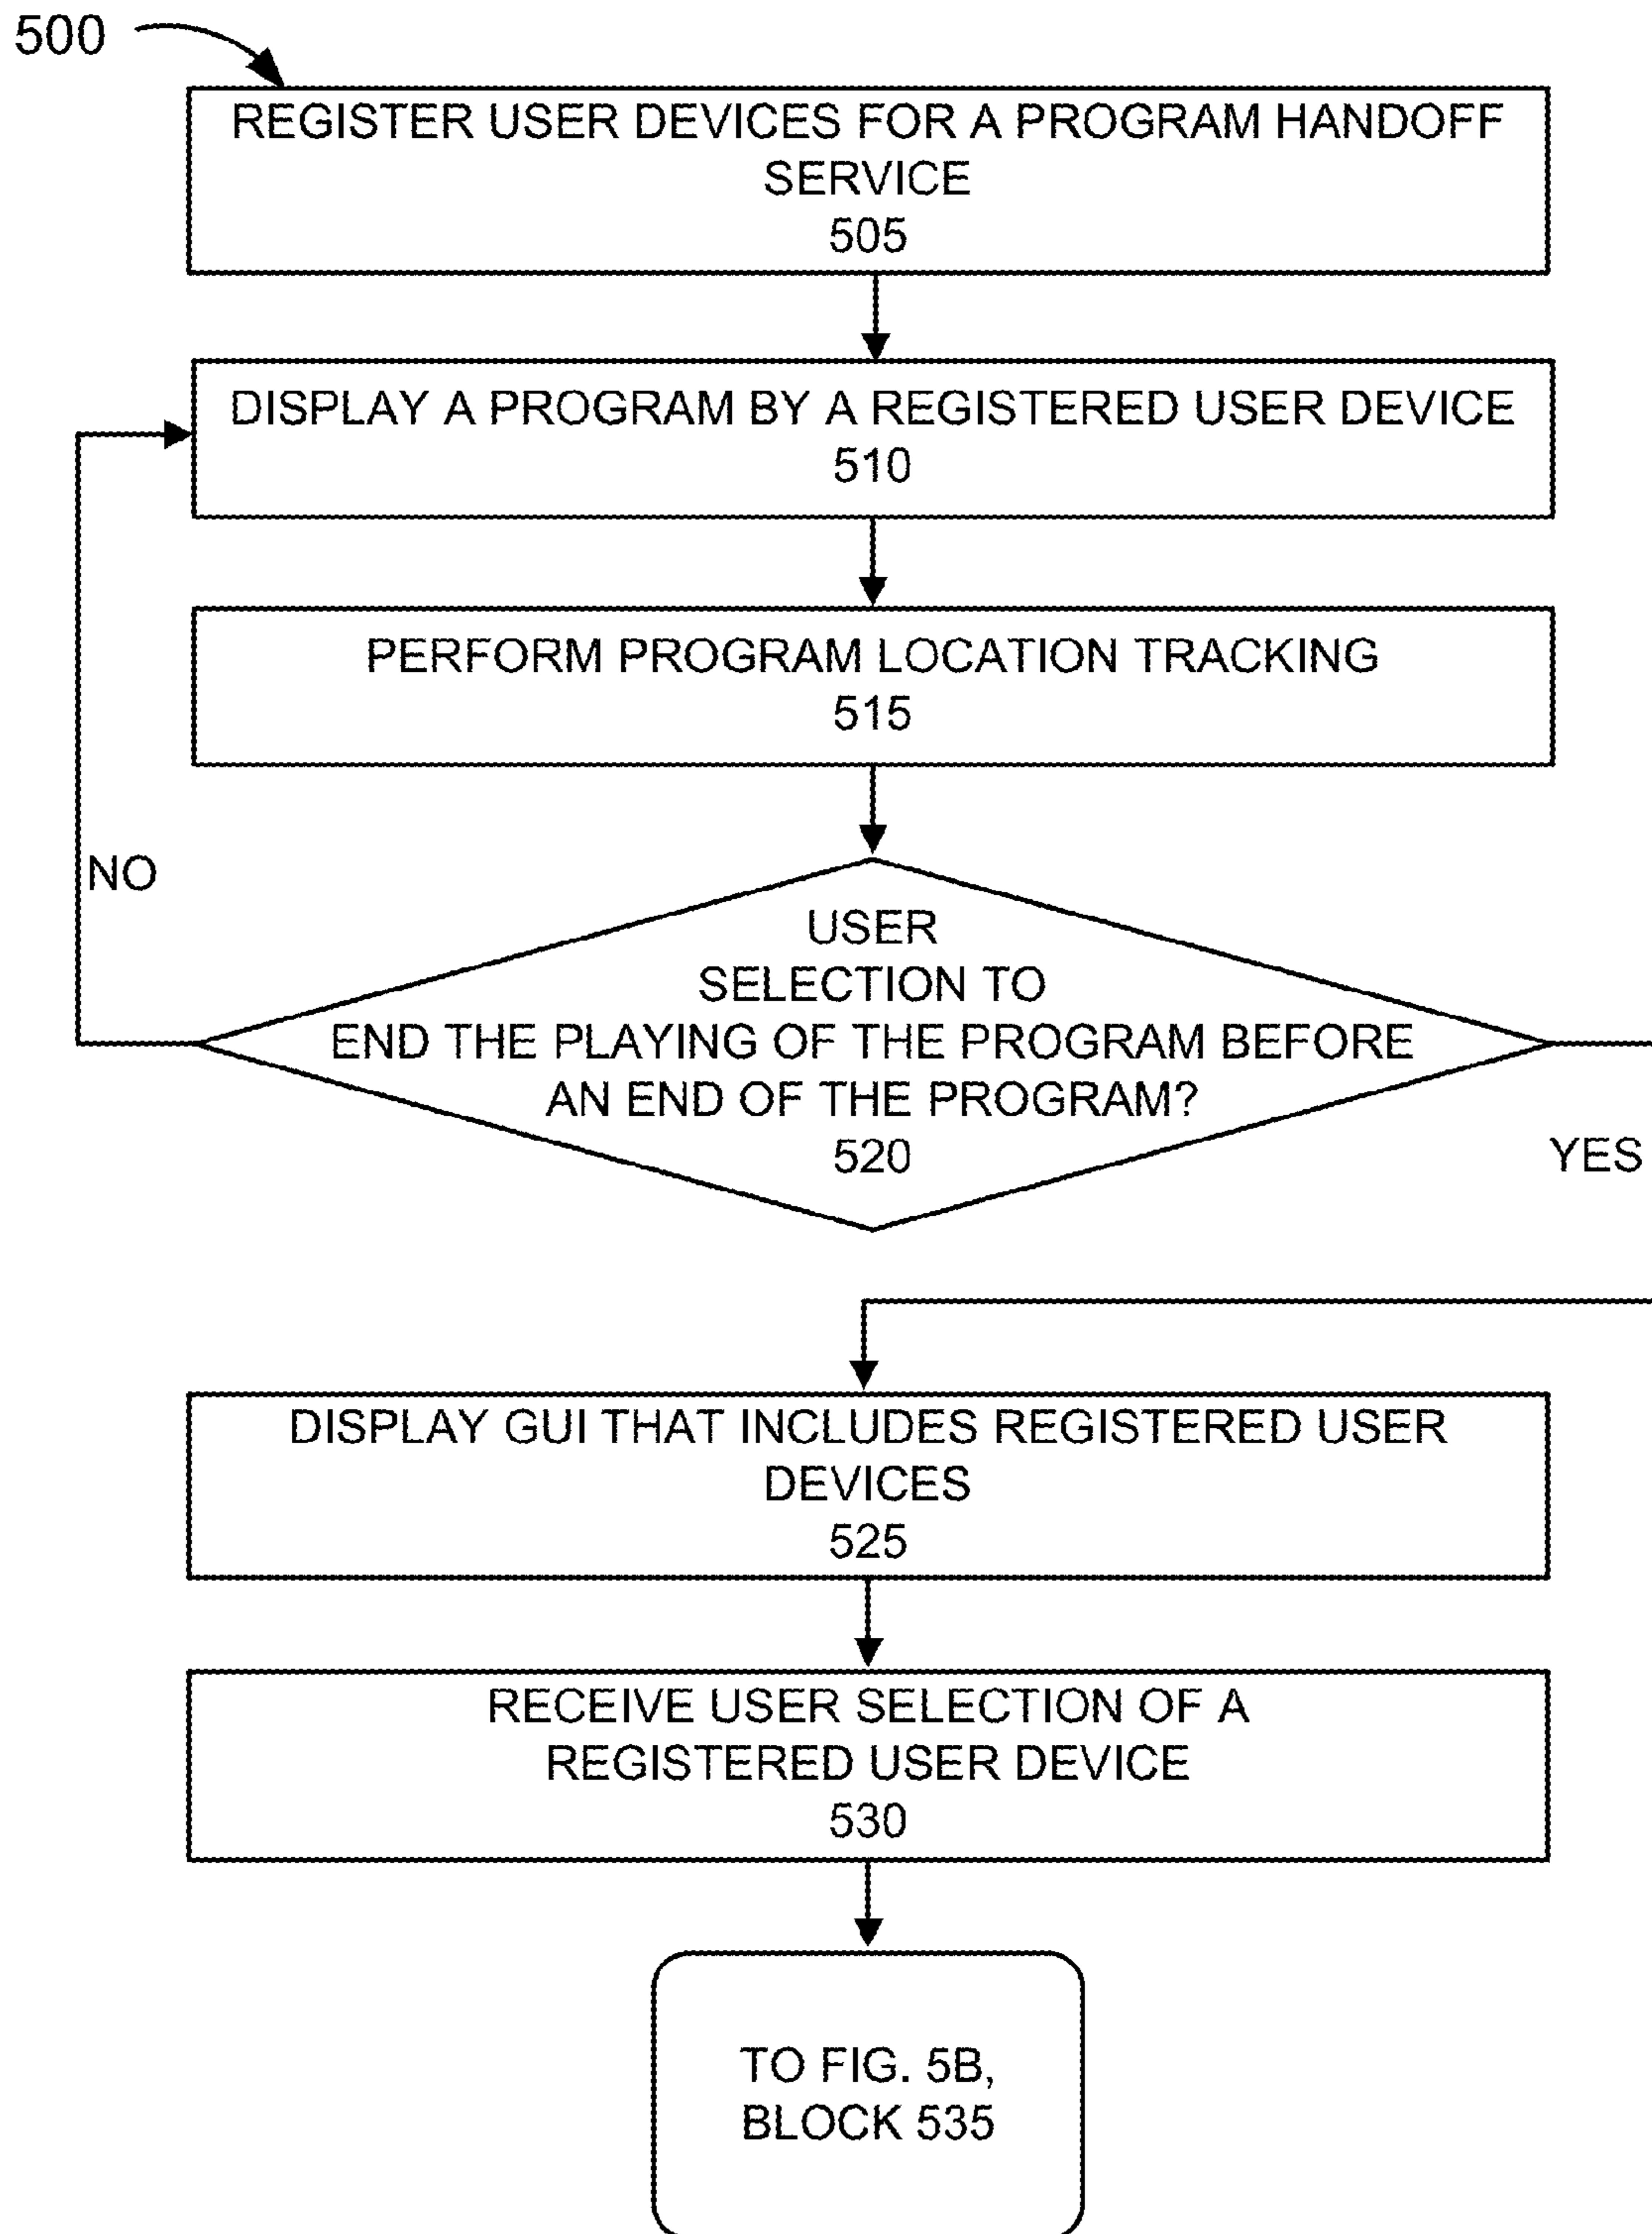 500
REGISTER USER DEVICES FOR A PROGRAM HANDOFF
SERVICE
505
DISPLAY A PROGRAM BY A REGISTERED USER DEVICE
510
PERFORM PROGRAM LOCATION TRACKING
515
NO
USER
SELECTION TO
END THE PLAYING OF THE PROGRAM BEFORE
AN END OF THE PROGRAM?
520
YES
DISPLAY GUI THAT INCLUDES REGISTERED USER
DEVICES
525
RECEIVE USER SELECTION OF A
REGISTERED USER DEVICE
530
TO FIG. 5B,
BLOCK 535